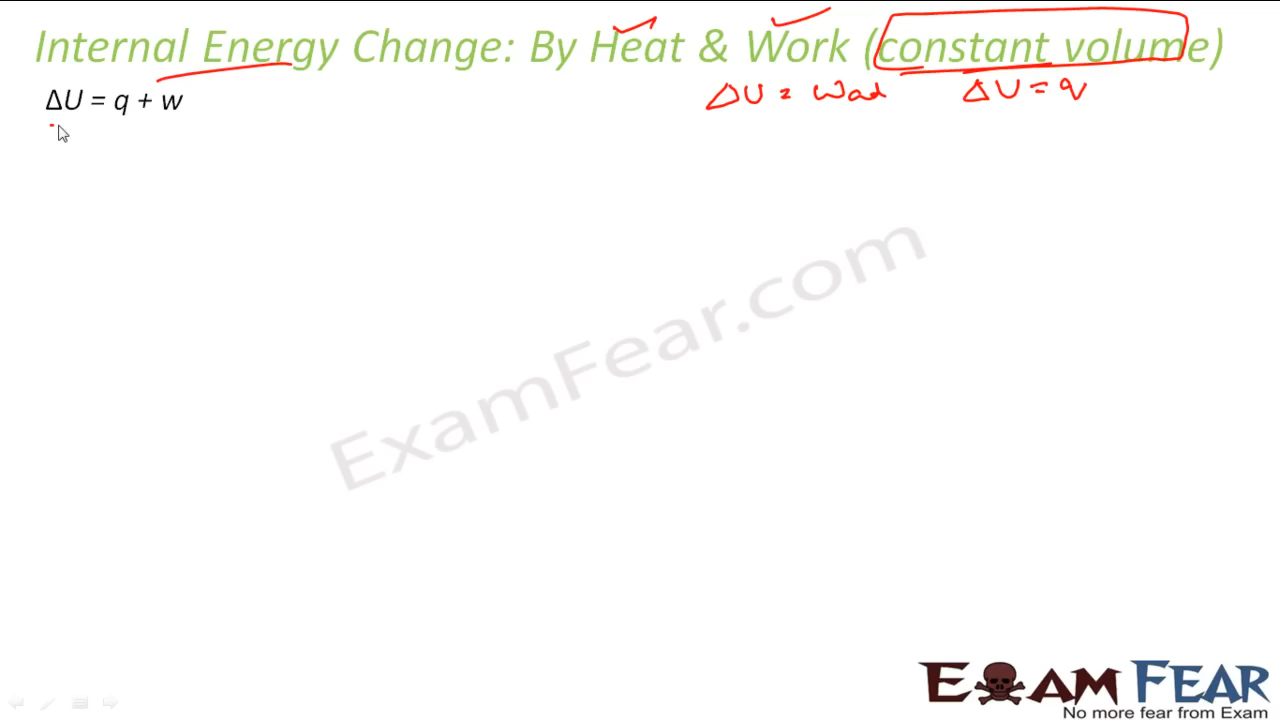 Internal Energy Change: By Heat & Work (constant volume)
ΔU = q + w
ΔU = wad ΔU = q
ExamFear.com
EXAM FEAR
No more fear from Exam